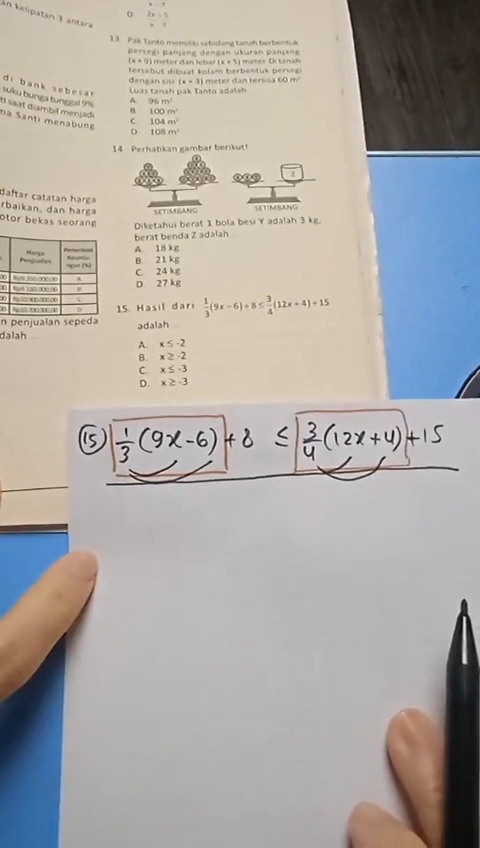 an kelipatan 3 antara
di bank sebesar
suku bunga tunggal 9%
saat diambil menjadi
na Santi menabung
daftar catatan harga
rbaikan, dan harga
otor bekas seorang
Harga Penjualan
n penjualan sepeda
dalah
D.
13. Pak Tanto memiliki sebidang tanah berbentuk
persegi panjang dengan ukuran panjang
(x + 9) meter dan lebar (x + 5) meter. Di tanah
tersebut dibuat kolam berbentuk persegi
dengan sisi (x + 3) meter dan tersisa 60 m²
Luas tanah pak Tanto adalah
A. 96 m²
B. 100 m²
C. 104 m²
D. 108 m²
14. Perhatikan gambar berikut!
Z
SETIMBANG
SETIMBANG
Diketahui berat 1 bola besi Y adalah 3 kg,
berat benda Z adalah
A. 18 kg
B. 21 kg
C. 24 kg
D. 27 kg
15. Hasil dari 1/3(9x − 6) + 8 ≤ 3/4(12x + 4) + 15
adalah
A. x ≤ -2
B. x ≥ -2
C. x ≤ -3
D. x ≥ -3
15 1/3(9x-6)+8 ≤ 3/4(12x+4)+15